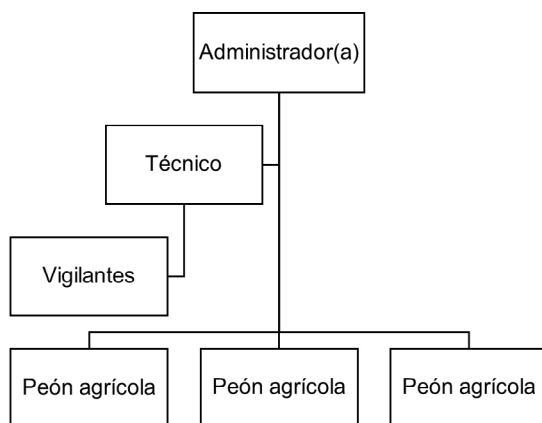 Administrador(a)
Técnico
Vigilantes
Peón agrícola
Peón agrícola
Peón agrícola